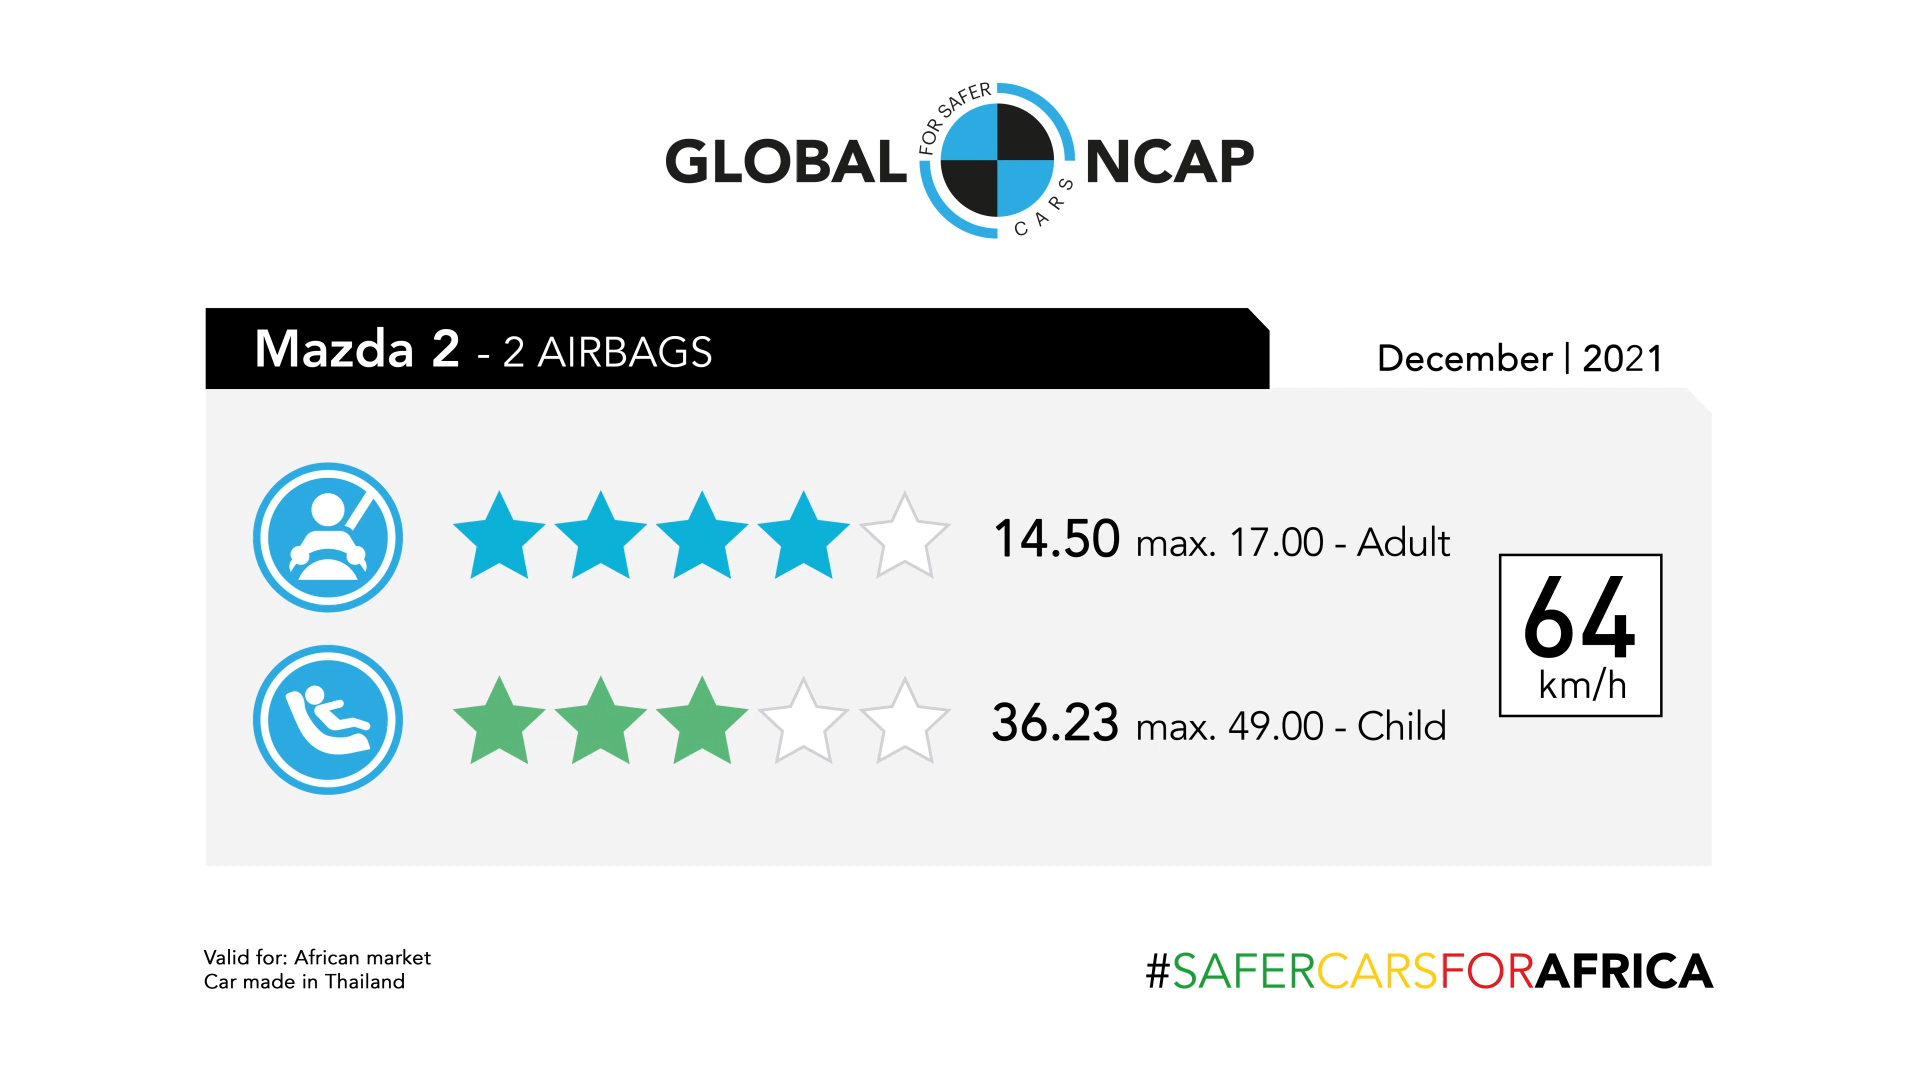 GLOBAL FOR SAFER CARS NCAP
Mazda 2 - 2 AIRBAGS
December | 2021
14.50 max. 17.00 - Adult
36.23 max. 49.00 - Child
64
km/h
Valid for: African market
Car made in Thailand
#SAFERCARSFORAFRICA